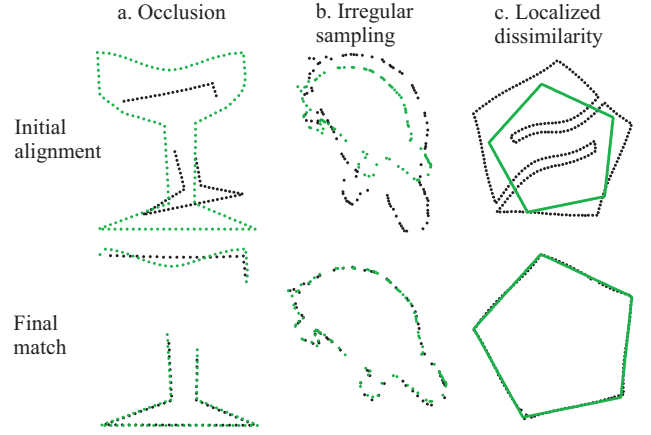 a. Occlusion
b. Irregular
sampling
c. Localized
dissimilarity
Initial
alignment
Final
match